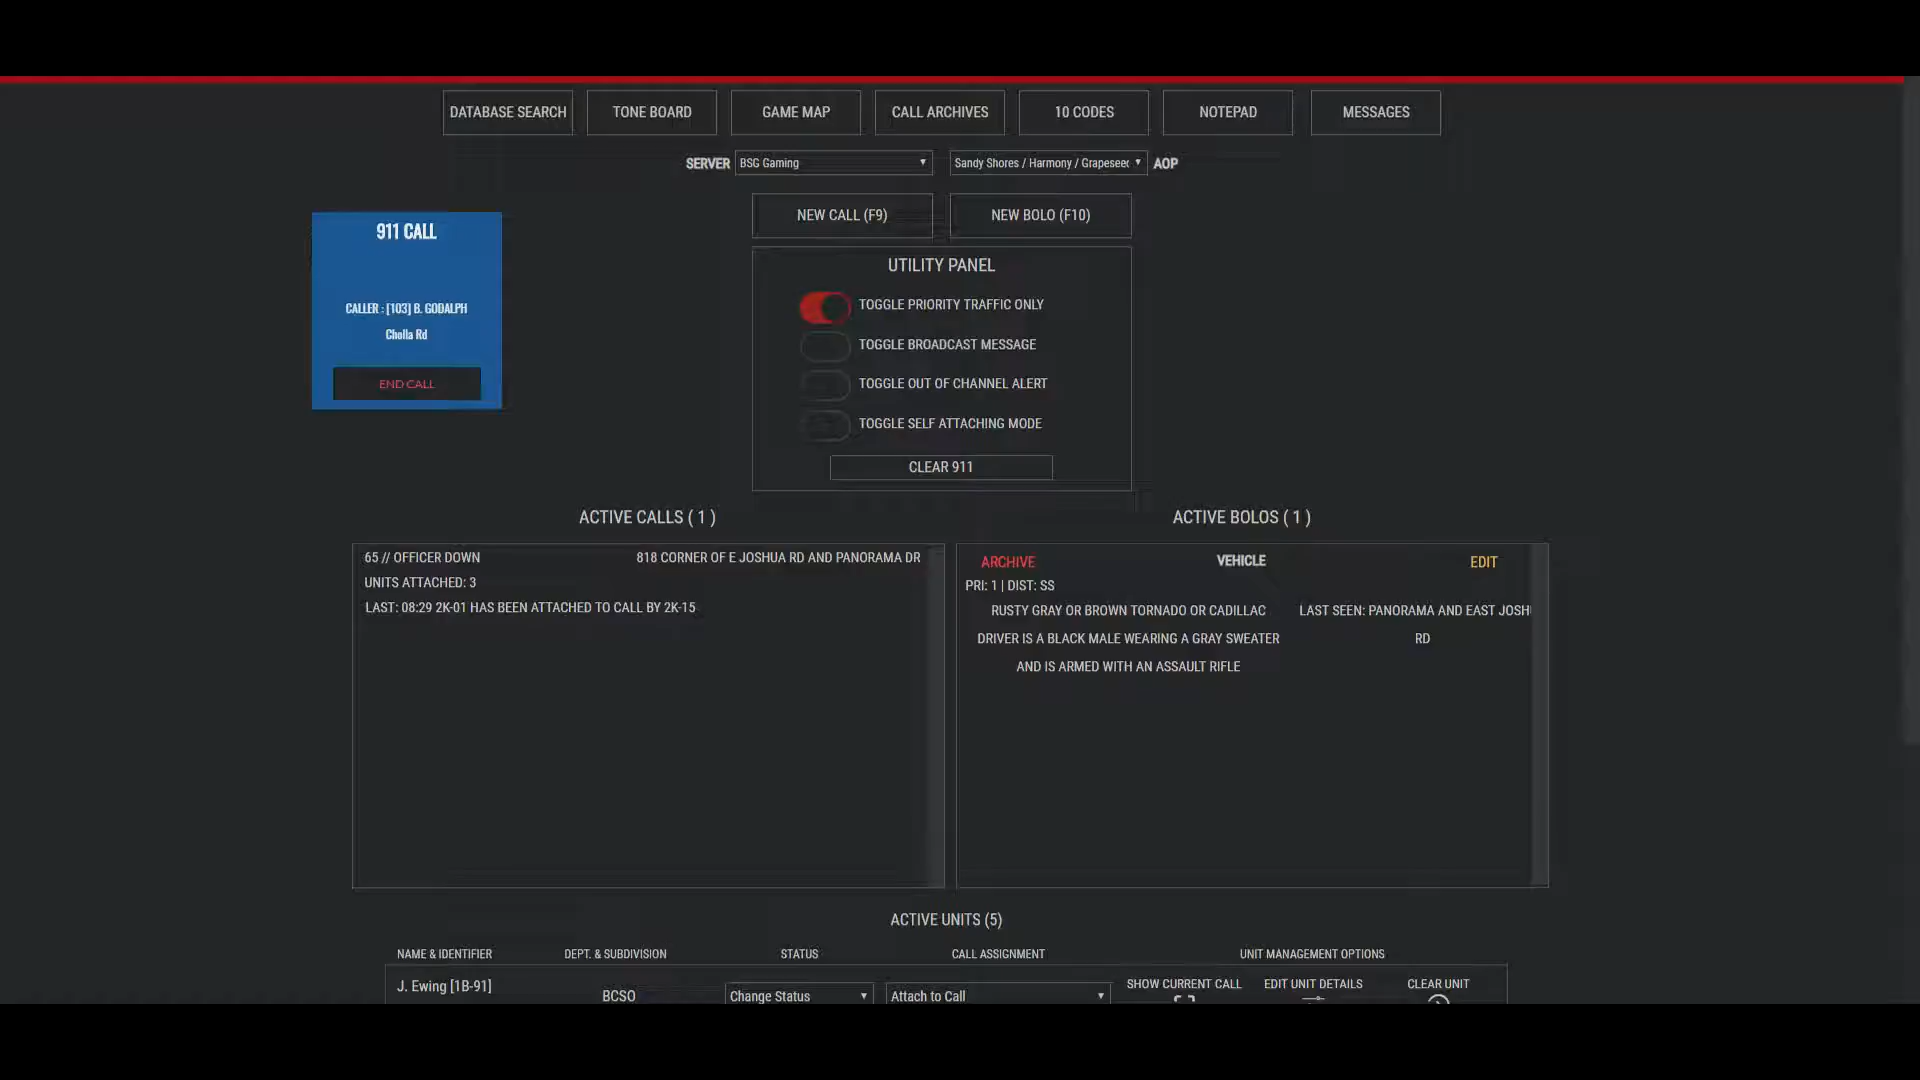 DATABASE SEARCH TONE BOARD GAME MAP CALL ARCHIVES 10 CODES NOTEPAD MESSAGES
SERVER BSG Gaming Sandy Shores / Harmony / Grapeseed AOP
NEW CALL (F9) NEW BOLO (F10)
911 CALL
CALLER : [103] B. GODALPH
Cholla Rd
END CALL
UTILITY PANEL
TOGGLE PRIORITY TRAFFIC ONLY
TOGGLE BROADCAST MESSAGE
TOGGLE OUT OF CHANNEL ALERT
TOGGLE SELF ATTACHING MODE
CLEAR 911
ACTIVE CALLS ( 1 )
65 // OFFICER DOWN 818 CORNER OF E JOSHUA RD AND PANORAMA DR
UNITS ATTACHED: 3
LAST: 08:29 2K-01 HAS BEEN ATTACHED TO CALL BY 2K-15
ACTIVE BOLOS ( 1 )
ARCHIVE VEHICLE EDIT
PRI: 1 | DIST: SS
RUSTY GRAY OR BROWN TORNADO OR CADILLAC
DRIVER IS A BLACK MALE WEARING A GRAY SWEATER
AND IS ARMED WITH AN ASSAULT RIFLE
LAST SEEN: PANORAMA AND EAST JOSH
RD
ACTIVE UNITS (5)
NAME & IDENTIFIER DEPT. & SUBDIVISION STATUS CALL ASSIGNMENT UNIT MANAGEMENT OPTIONS
J. Ewing [1B-91] BCSO Change Status Attach to Call SHOW CURRENT CALL EDIT UNIT DETAILS CLEAR UNIT